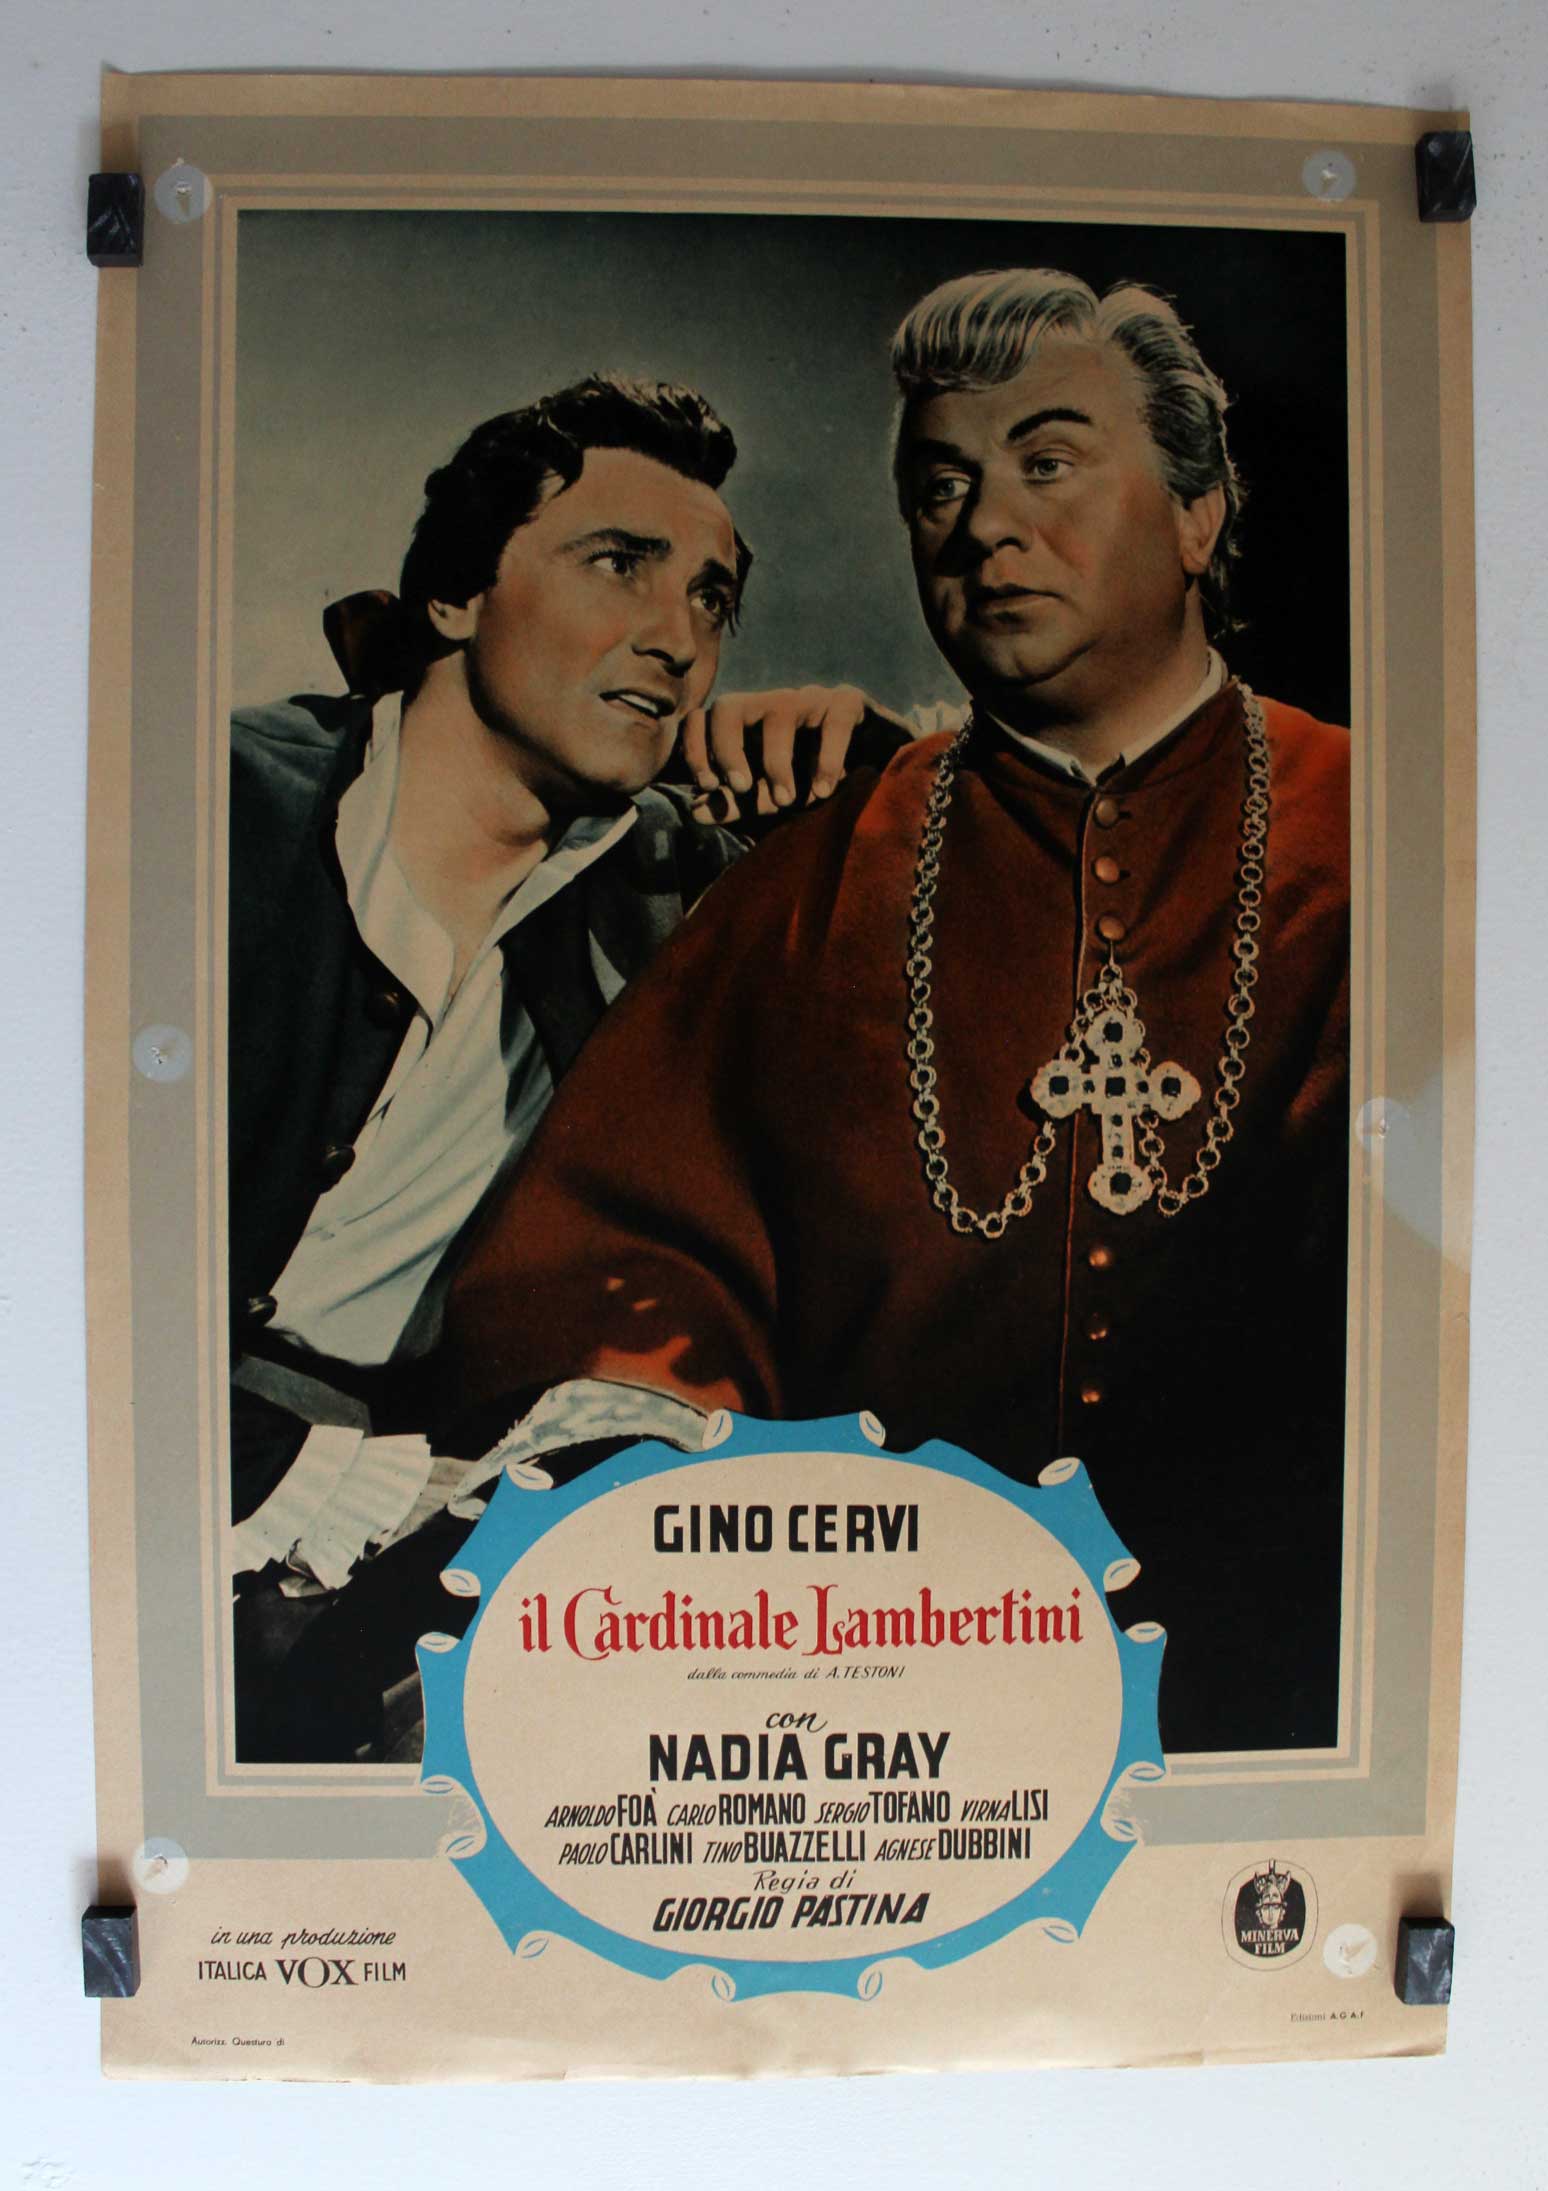 GINO CERVI
il Càrdinale Lambertini
dalla commedia di A. TESTONI
con
NADIA GRAY
ARNOLDO FOÀ CARLO ROMANO SERGIO TOFANO VIRNA LISI
PAOLO CARLINI TINO BUAZZELLI AGNESE DUBBINI
Regia di
GIORGIO PASTINA
in una produzione
ITALICA VOX FILM
MINERVA
FILM
Autorizz. Questura di
Edizioni A.G.A.F